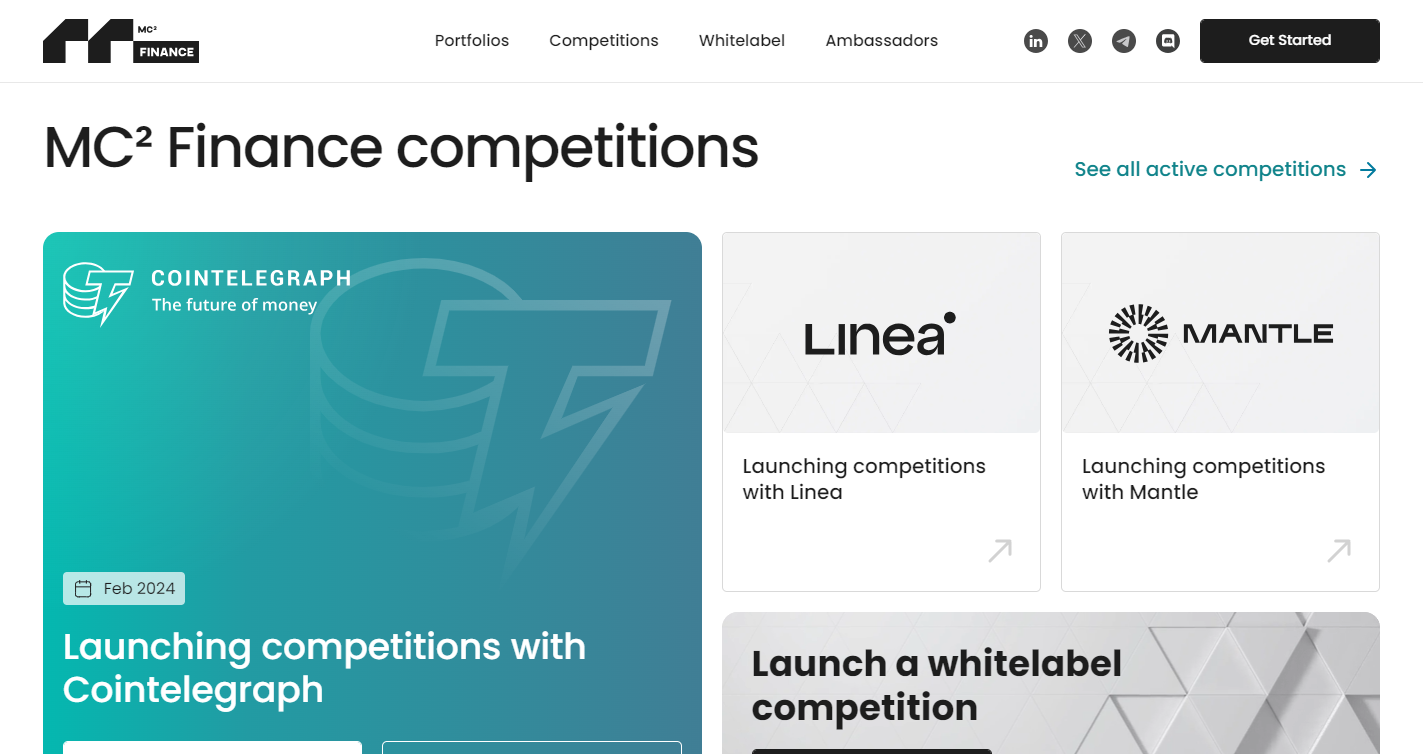 MC²
FINANCE
Portfolios
Competitions
Whitelabel
Ambassadors
Get Started
MC² Finance competitions
See all active competitions
COINTELEGRAPH
The future of money
Feb 2024
Launching competitions with
Cointelegraph
Linea
Launching competitions
with Linea
MANTLE
Launching competitions
with Mantle
Launch a whitelabel
competition